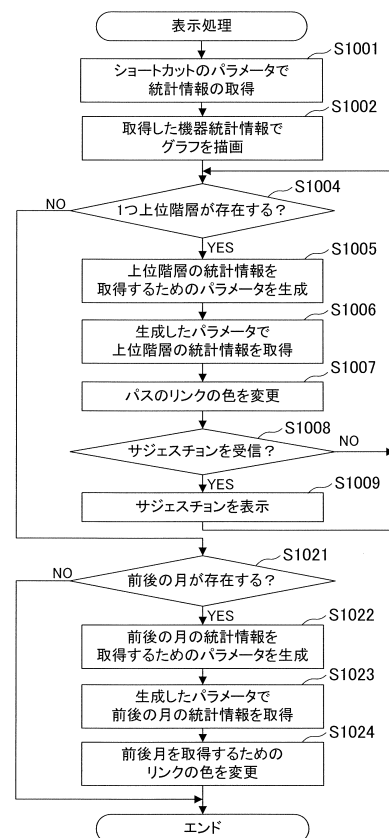 表示処理
S1001
ショートカットのパラメータで
統計情報の取得
S1002
取得した機器統計情報で
グラフを描画
S1004
NO
1つ上位階層が存在する？
YES
S1005
上位階層の統計情報を
取得するためのパラメータを生成
S1006
生成したパラメータで
上位階層の統計情報を取得
S1007
パスのリンクの色を変更
S1008
サジェスチョンを受信？
NO
YES
S1009
サジェスチョンを表示
S1021
NO
前後の月が存在する？
YES
S1022
前後の月の統計情報を
取得するためのパラメータを生成
S1023
生成したパラメータで
前後の月の統計情報を取得
S1024
前後月を取得するための
リンクの色を変更
エンド